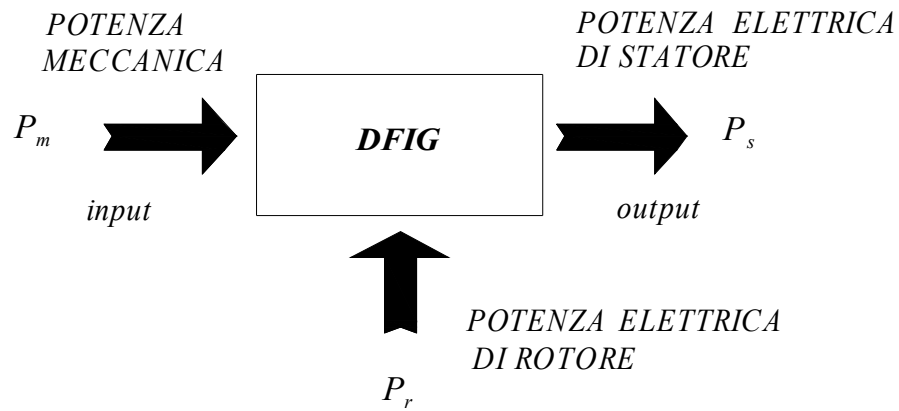 POTENZA
MECCANICA
POTENZA ELETTRICA
DI STATORE
P_m
DFIG
P_s
input
output
POTENZA ELETTRICA
DI ROTORE
P_r